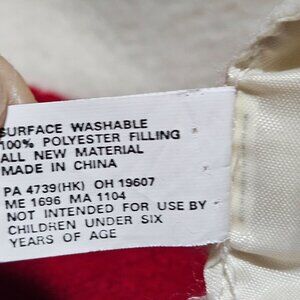 SURFACE WASHABLE
100% POLYESTER FILLING
ALL NEW MATERIAL
MADE IN CHINA
PA 4739(HK) OH 19607
ME 1696 MA 1104
NOT INTENDED FOR USE BY
CHILDREN UNDER SIX
YEARS OF AGE